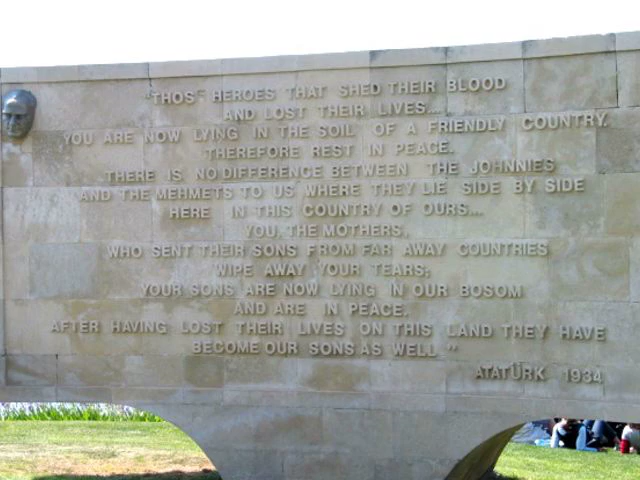 "THOSE HEROES THAT SHED THEIR BLOOD
AND LOST THEIR LIVES...
YOU ARE NOW LYING IN THE SOIL OF A FRIENDLY COUNTRY.
THEREFORE REST IN PEACE.
THERE IS NO DIFFERENCE BETWEEN THE JOHNNIES
AND THE MEHMETS TO US WHERE THEY LIE SIDE BY SIDE
HERE IN THIS COUNTRY OF OURS...
YOU, THE MOTHERS,
WHO SENT THEIR SONS FROM FAR AWAY COUNTRIES
WIPE AWAY YOUR TEARS;
YOUR SONS ARE NOW LYING IN OUR BOSOM
AND ARE IN PEACE.
AFTER HAVING LOST THEIR LIVES ON THIS LAND THEY HAVE
BECOME OUR SONS AS WELL"
ATATÜRK 1934